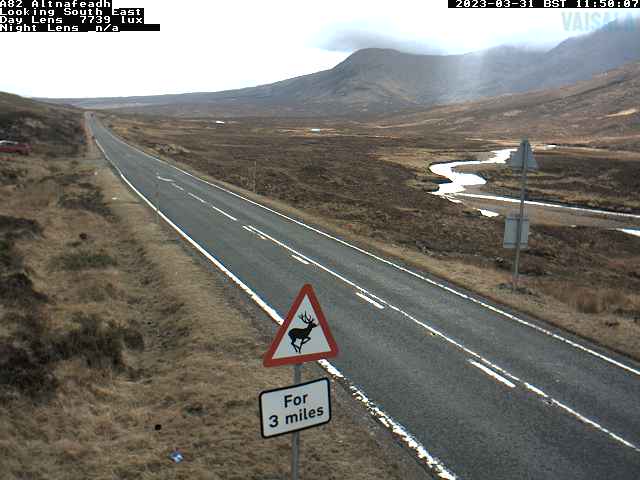 A82 Altnafeadh
Looking South East
Day Lens 7739 lux
Night Lens n/a
2023-03-31 BST 11:50:07
VAISALA
For
3 miles